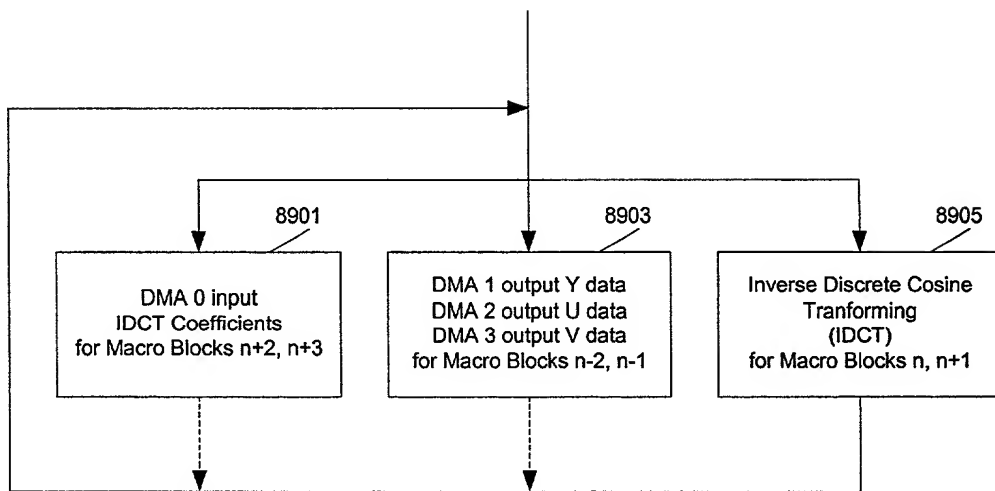 8901
8903
8905
DMA 0 input
IDCT Coefficients
for Macro Blocks n+2, n+3
DMA 1 output Y data
DMA 2 output U data
DMA 3 output V data
for Macro Blocks n-2, n-1
Inverse Discrete Cosine
Tranforming
(IDCT)
for Macro Blocks n, n+1